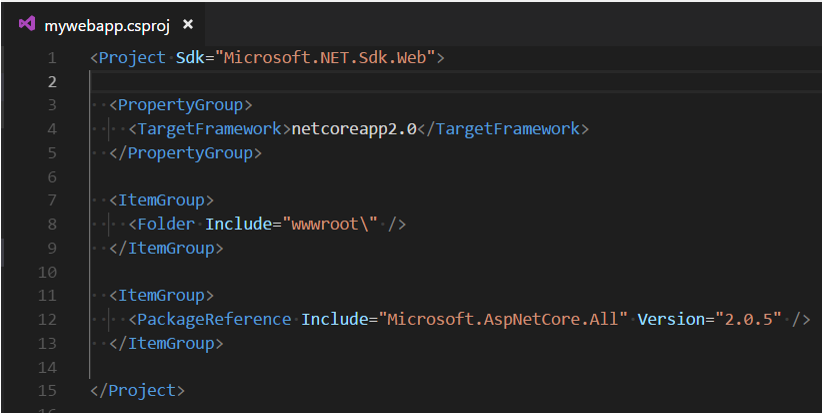 mywebapp.csproj ×
1 <Project Sdk="Microsoft.NET.Sdk.Web">
2
3 <PropertyGroup>
4 <TargetFramework>netcoreapp2.0</TargetFramework>
5 </PropertyGroup>
6
7 <ItemGroup>
8 <Folder Include="wwwroot\" />
9 </ItemGroup>
10
11 <ItemGroup>
12 <PackageReference Include="Microsoft.AspNetCore.All" Version="2.0.5" />
13 </ItemGroup>
14
15 </Project>
16